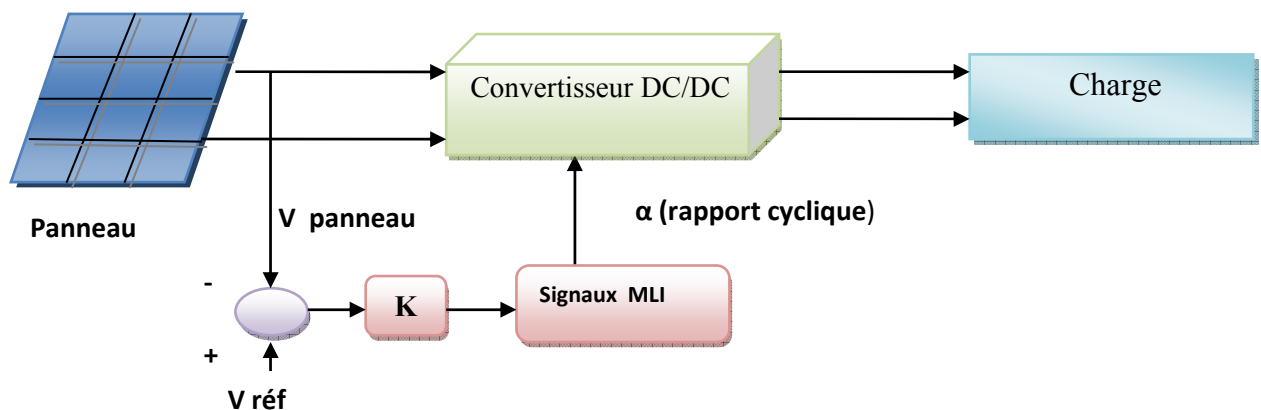 Convertisseur DC/DC
Charge
Panneau
V panneau
α (rapport cyclique)
-
K
Signaux MLI
+
V réf